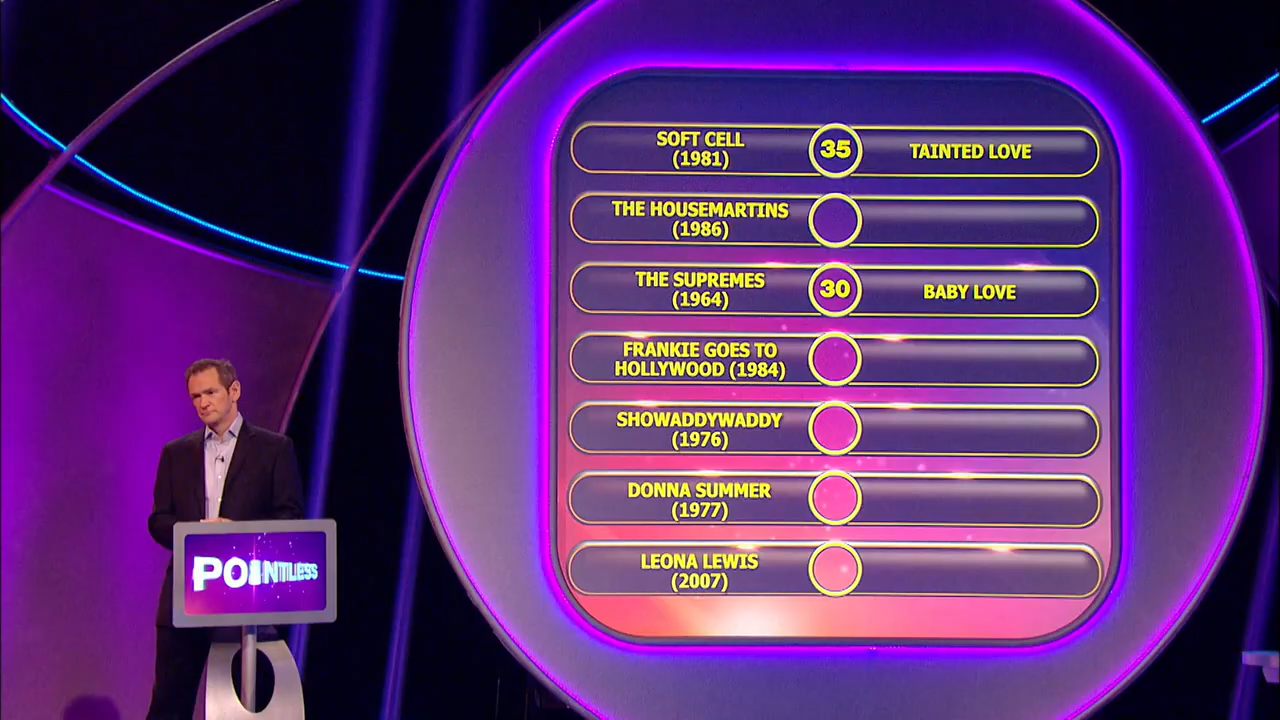 SOFT CELL
(1981)
35
TAINTED LOVE
THE HOUSEMARTINS
(1986)
THE SUPREMES
(1964)
30
BABY LOVE
FRANKIE GOES TO
HOLLYWOOD (1984)
SHOWADDYWADDY
(1976)
DONNA SUMMER
(1977)
LEONA LEWIS
(2007)
POINTLESS